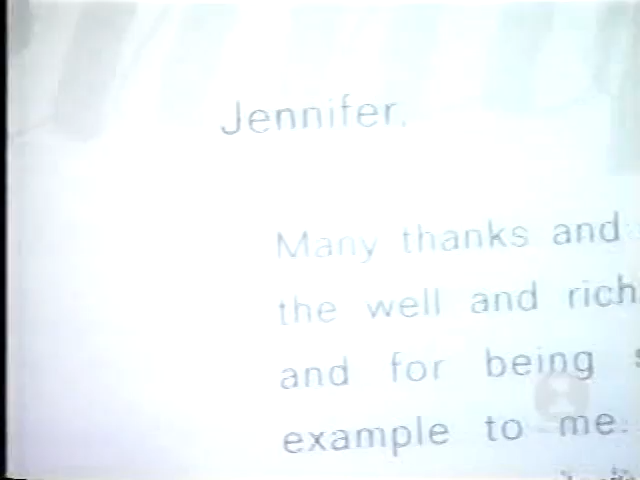 Jennifer.
Many thanks and
the well and rich
and for being
example to me.